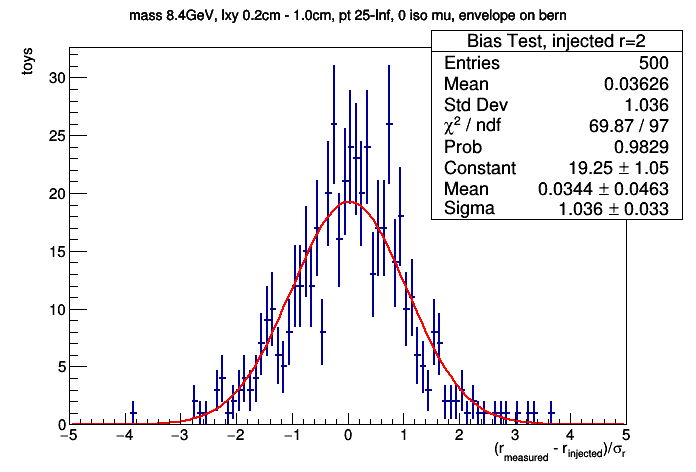 mass 8.4GeV, lxy 0.2cm - 1.0cm, pt 25-Inf, 0 iso mu, envelope on bern
toys
Bias Test, injected r=2
Entries 500
Mean 0.03626
Std Dev 1.036
χ² / ndf 69.87 / 97
Prob 0.9829
Constant 19.25 ± 1.05
Mean 0.0344 ± 0.0463
Sigma 1.036 ± 0.033
30
25
20
15
10
5
0
−5 −4 −3 −2 −1 0 1 2 3 4 5
(r_measured - r_injected)/σ_r